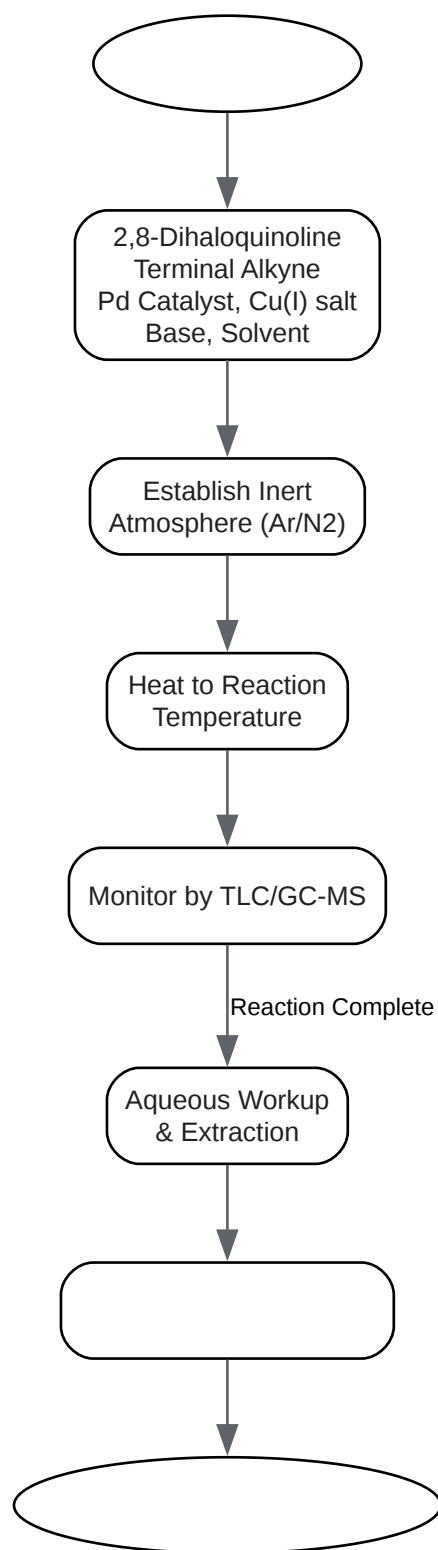 2,8-Dihaloquinoline
Terminal Alkyne
Pd Catalyst, Cu(I) salt
Base, Solvent
Establish Inert
Atmosphere (Ar/N2)
Heat to Reaction
Temperature
Monitor by TLC/GC-MS
Reaction Complete
Aqueous Workup
& Extraction